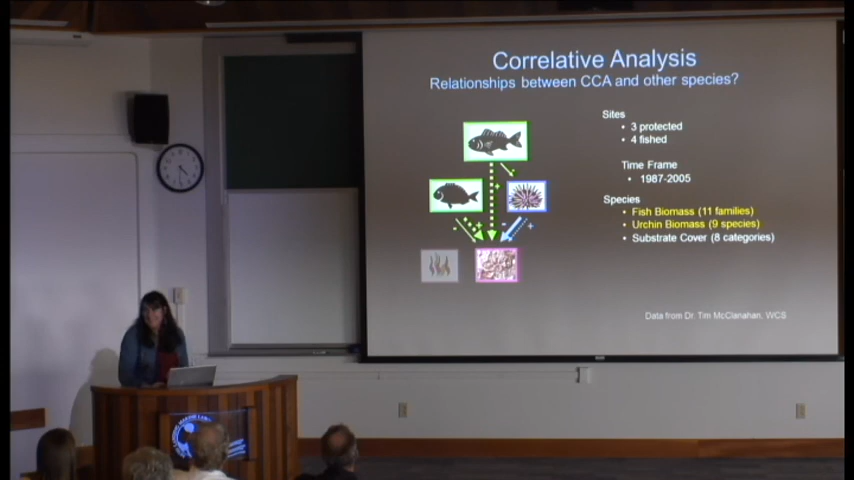 Correlative Analysis
Relationships between CCA and other species?
Sites
• 3 protected
• 4 fished
Time Frame
• 1987-2005
Species
• Fish Biomass (11 families)
• Urchin Biomass (9 species)
• Substrate Cover (8 categories)
Data from Dr. Tim McClanahan, WCS